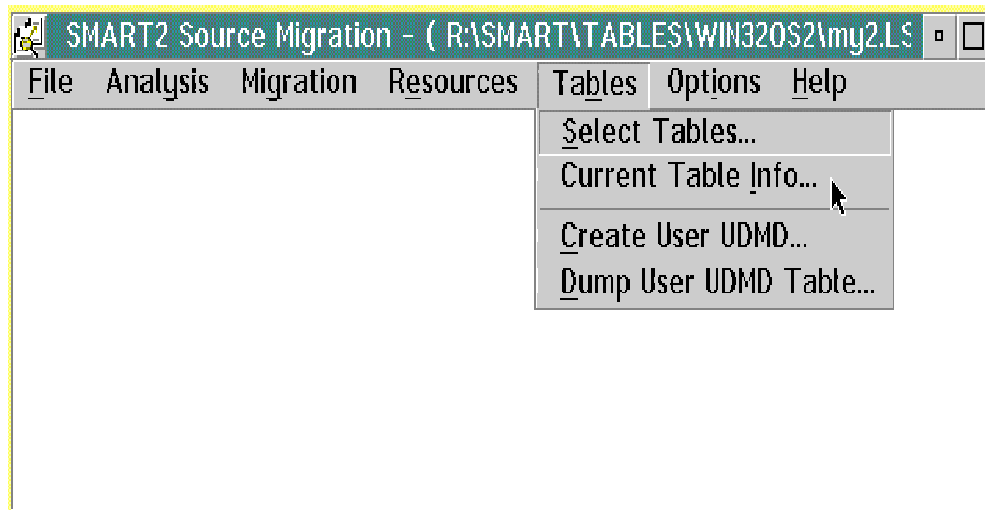 SMART2 Source Migration - ( R:\SMART\TABLES\WIN32OS2\my2.LS
File Analysis Migration Resources Tables Options Help
Select Tables...
Current Table Info...
Create User UDMD...
Dump User UDMD Table...